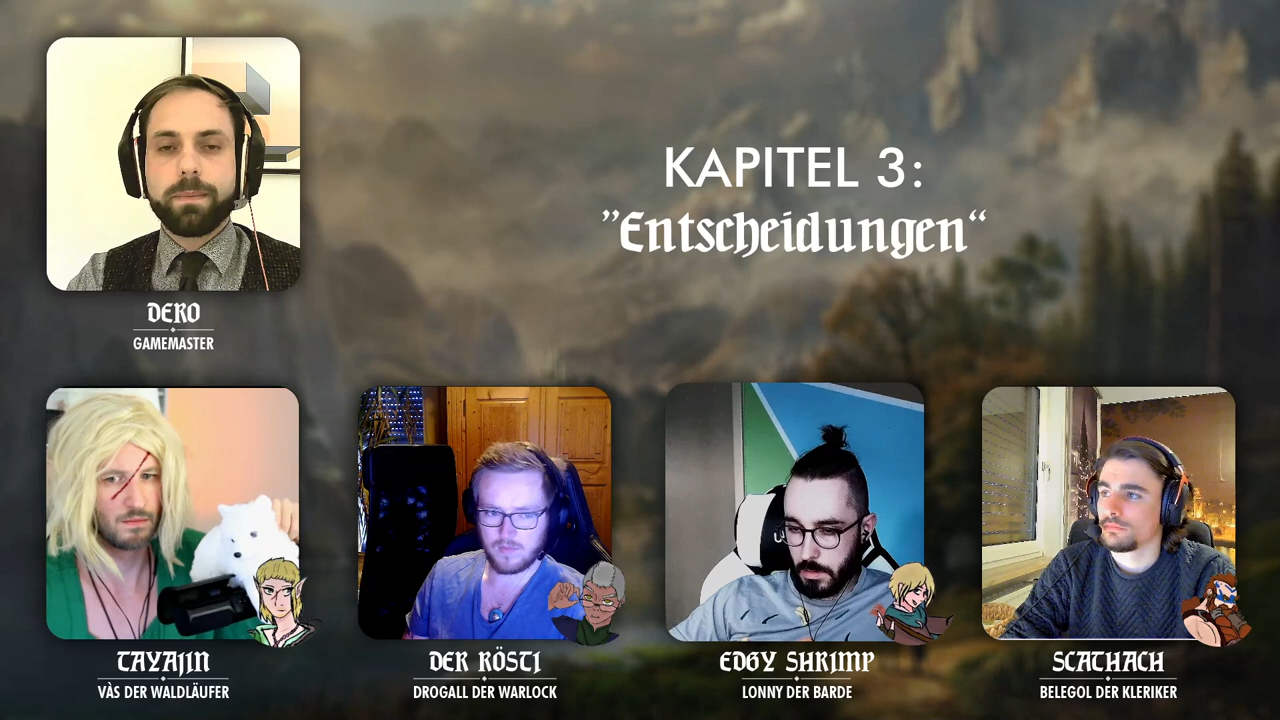 KAPITEL 3:
”Entscheidungen“
DERO
GAMEMASTER
TAYAJIN
VÀS DER WALDLÄUFER
DER RÖSTI
DROGALL DER WARLOCK
EDGY SHRIMP
LONNY DER BARDE
SCATHACH
BELEGOL DER KLERIKER